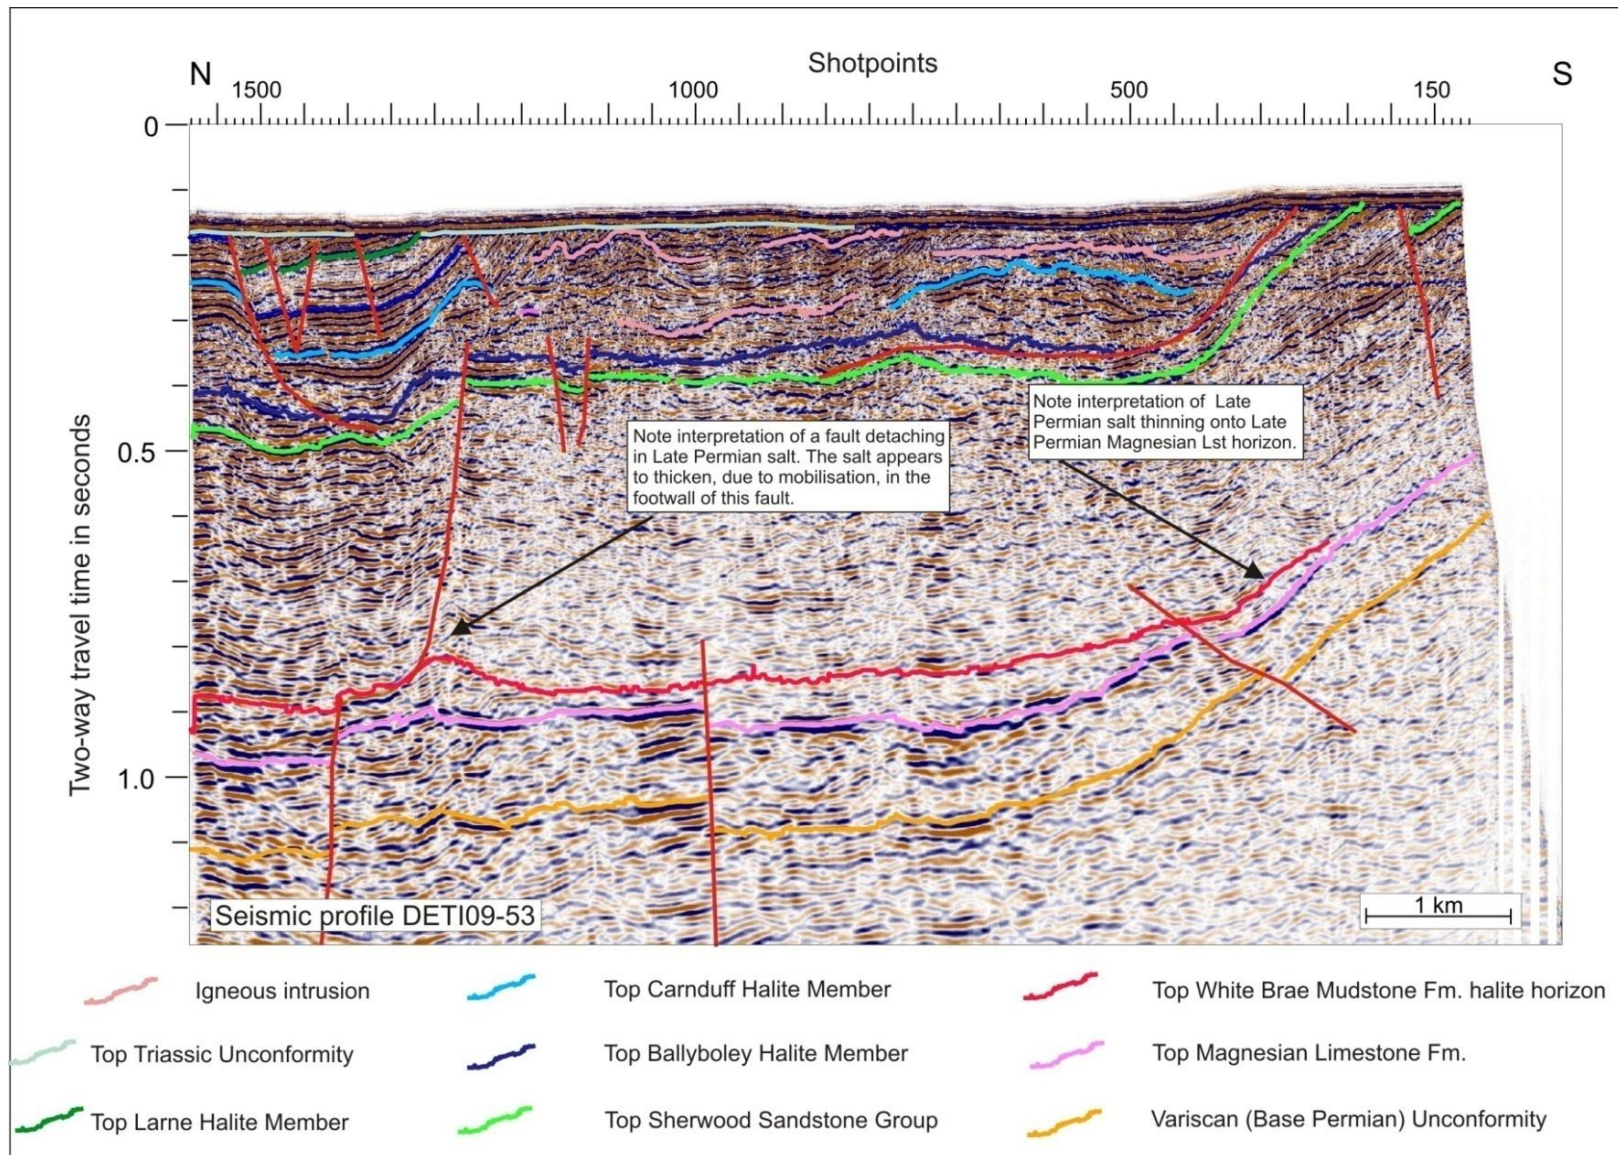 Shotpoints
N
S
1500
1000
500
150
0
0.5
1.0
Two-way travel time in seconds
Note interpretation of a fault detaching
in Late Permian salt. The salt appears
to thicken, due to mobilisation, in the
footwall of this fault.
Note interpretation of Late
Permian salt thinning onto Late
Permian Magnesian Lst horizon.
Seismic profile DETI09-53
1 km
Igneous intrusion
Top Carnduff Halite Member
Top White Brae Mudstone Fm. halite horizon
Top Triassic Unconformity
Top Ballyboley Halite Member
Top Magnesian Limestone Fm.
Top Larne Halite Member
Top Sherwood Sandstone Group
Variscan (Base Permian) Unconformity